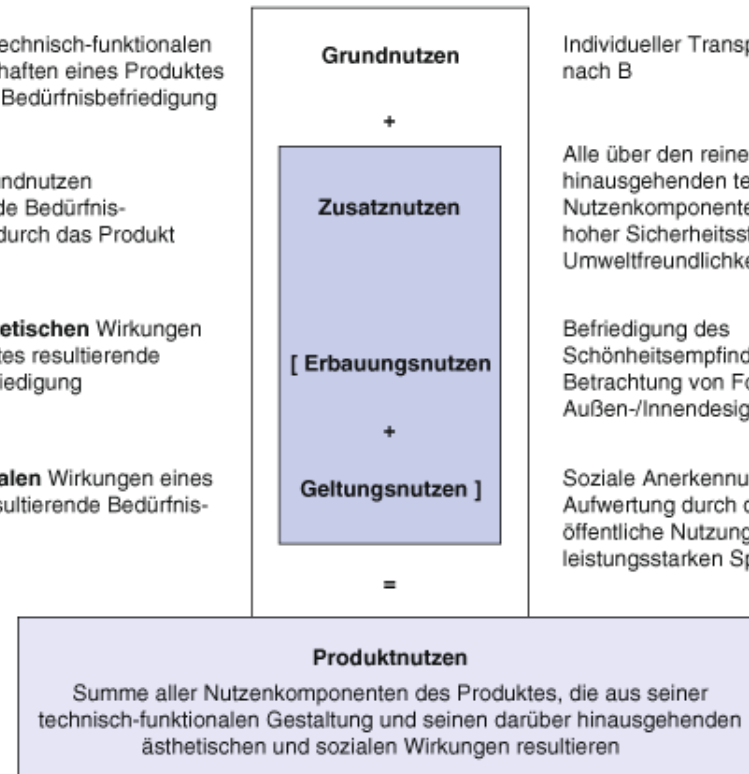 echnisch-funktionalen
haften eines Produktes
Bedürfnisbefriedigung
Grundnutzen
Individueller Transp
nach B
+
ndnutzen
de Bedürfnis-
durch das Produkt
Zusatznutzen
Alle über den reine
hinausgehenden te
Nutzenkomponente
hoher Sicherheitss
Umweltfreundlichke
etischen Wirkungen
tes resultierende
iedigung
[ Erbauungsnutzen
Befriedigung des
Schönheitsempfind
Betrachtung von Fo
Außen-/Innendesig
+
alen Wirkungen eines
sultierende Bedürfnis-
Geltungsnutzen ]
Soziale Anerkennu
Aufwertung durch
öffentliche Nutzung
leistungsstarken Sp
=
Produktnutzen
Summe aller Nutzenkomponenten des Produktes, die aus seiner
technisch-funktionalen Gestaltung und seinen darüber hinausgehenden
ästhetischen und sozialen Wirkungen resultieren